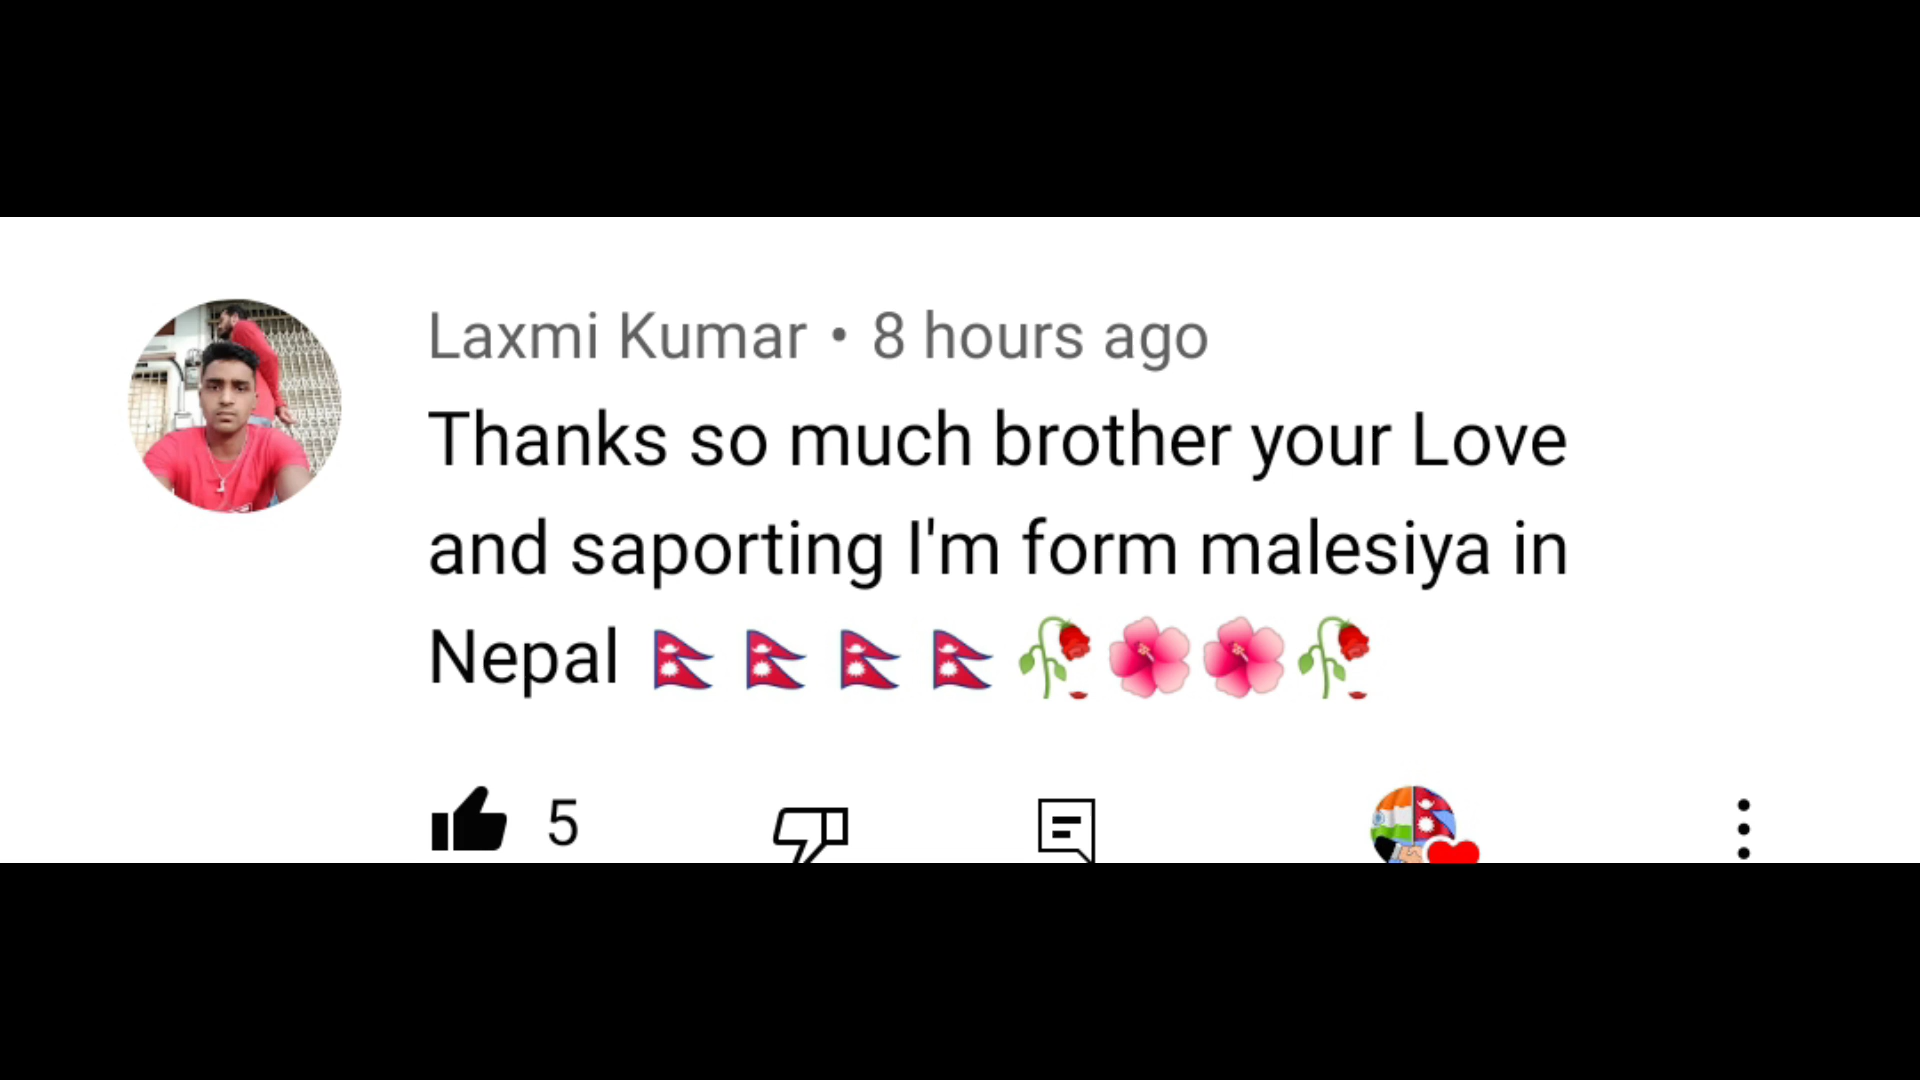 Laxmi Kumar • 8 hours ago
Thanks so much brother your Love
and saporting I'm form malesiya in
Nepal 🇳🇵 🇳🇵 🇳🇵 🇳🇵 🥀🌺🌺🥀
5